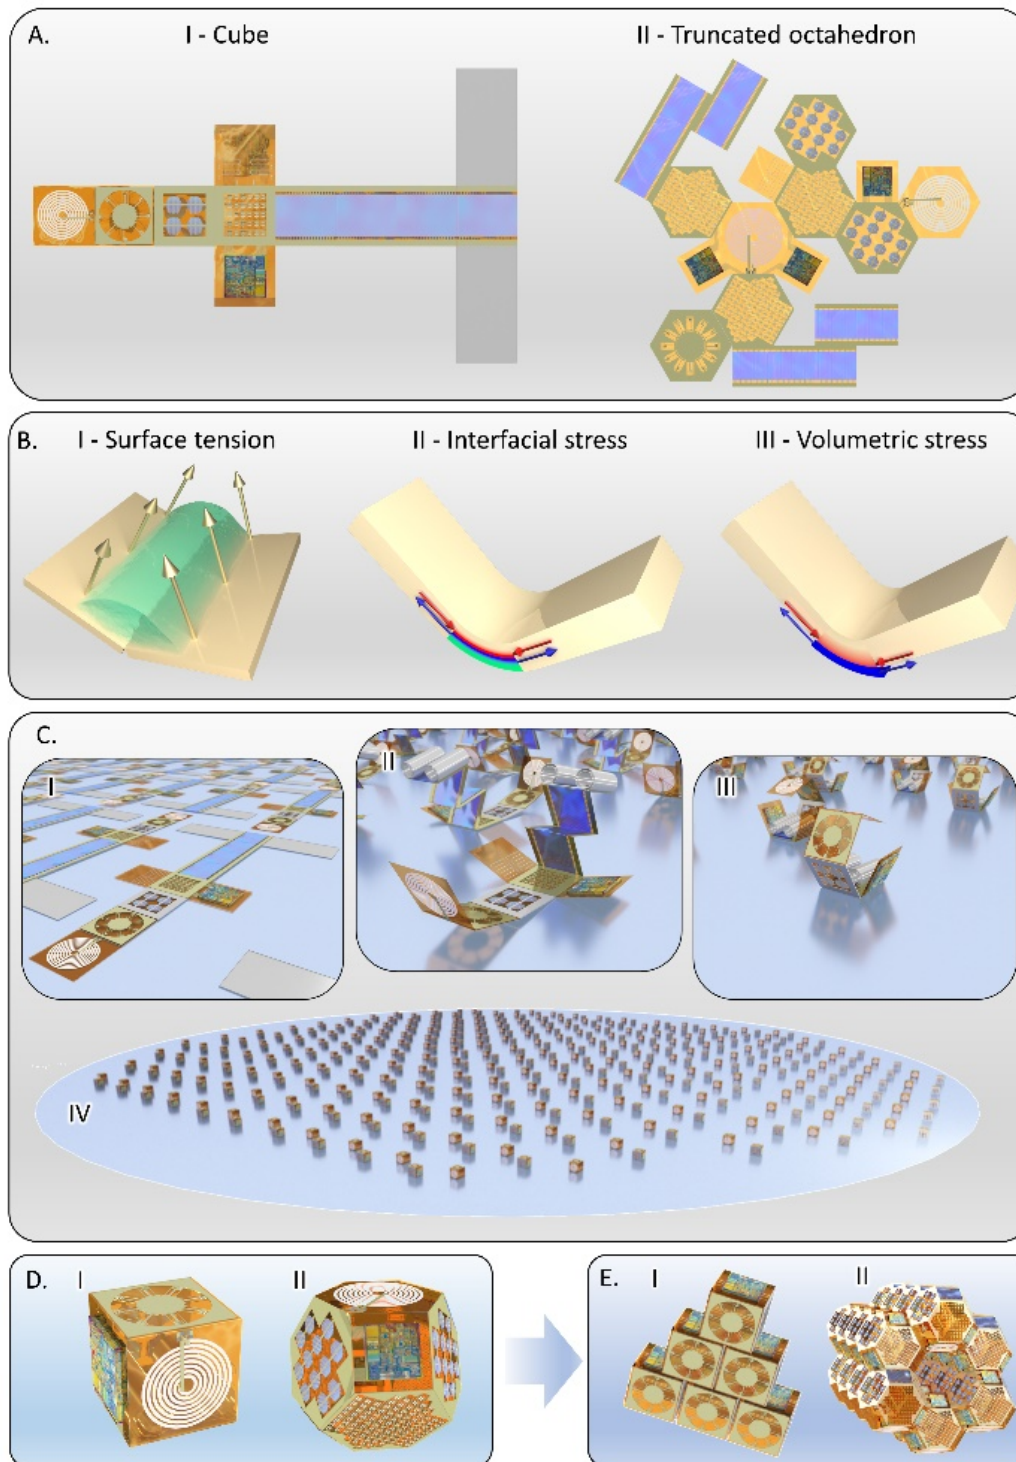 A.
I - Cube
II - Truncated octahedron
B.
I - Surface tension
II - Interfacial stress
III - Volumetric stress
C.
I
II
III
IV
D.
I
II
E.
I
II